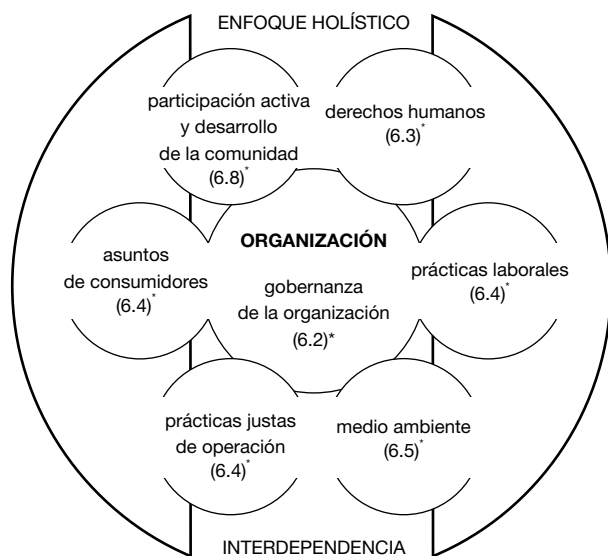 ENFOQUE HOLÍSTICO
participación activa
y desarrollo
de la comunidad
(6.8)*
derechos humanos
(6.3)*
asuntos
de consumidores
(6.4)*
ORGANIZACIÓN
gobernanza
de la organización
(6.2)*
prácticas laborales
(6.4)*
prácticas justas
de operación
(6.4)*
medio ambiente
(6.5)*
INTERDEPENDENCIA